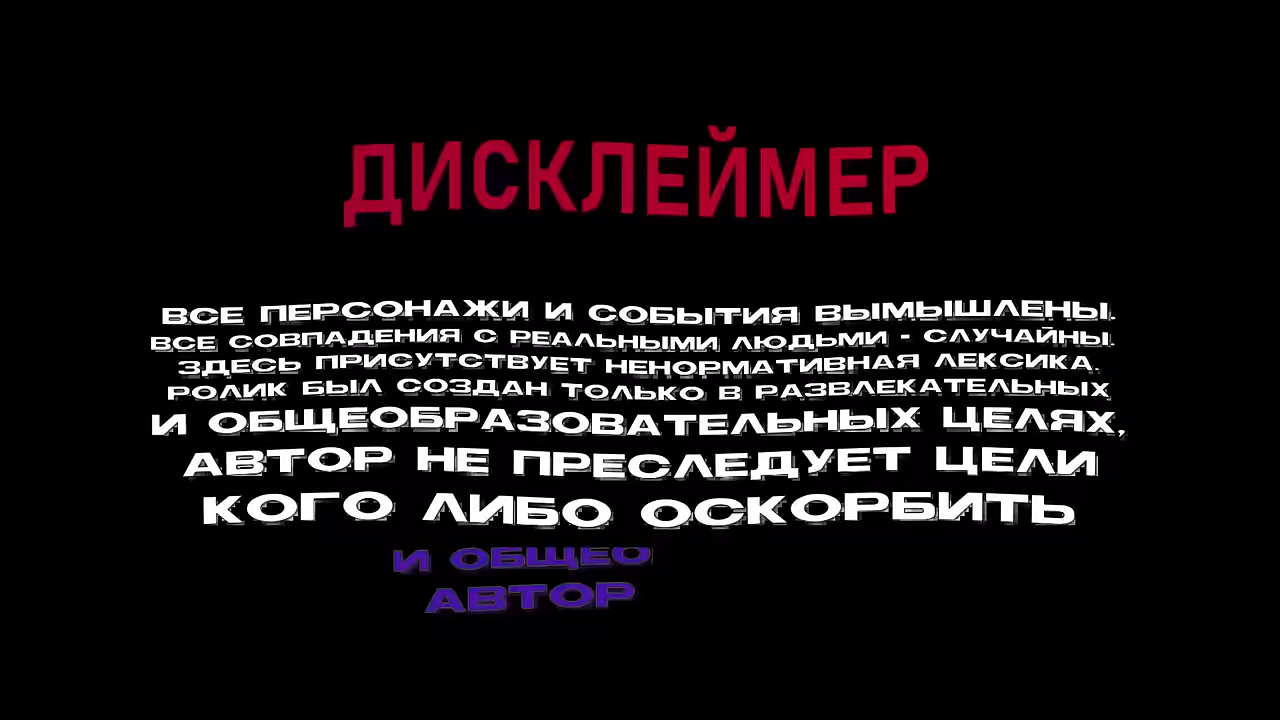 ДИСКЛЕЙМЕР
ВСЕ ПЕРСОНАЖИ И СОБЫТИЯ ВЫМЫШЛЕНЫ.
ВСЕ СОВПАДЕНИЯ С РЕАЛЬНЫМИ ЛЮДЬМИ - СЛУЧАЙНЫ.
ЗДЕСЬ ПРИСУТСТВУЕТ НЕНОРМАТИВНАЯ ЛЕКСИКА.
РОЛИК БЫЛ СОЗДАН ТОЛЬКО В РАЗВЛЕКАТЕЛЬНЫХ
И ОБЩЕОБРАЗОВАТЕЛЬНЫХ ЦЕЛЯХ,
АВТОР НЕ ПРЕСЛЕДУЕТ ЦЕЛИ
КОГО ЛИБО ОСКОРБИТЬ
И ОБЩЕО
АВТОР